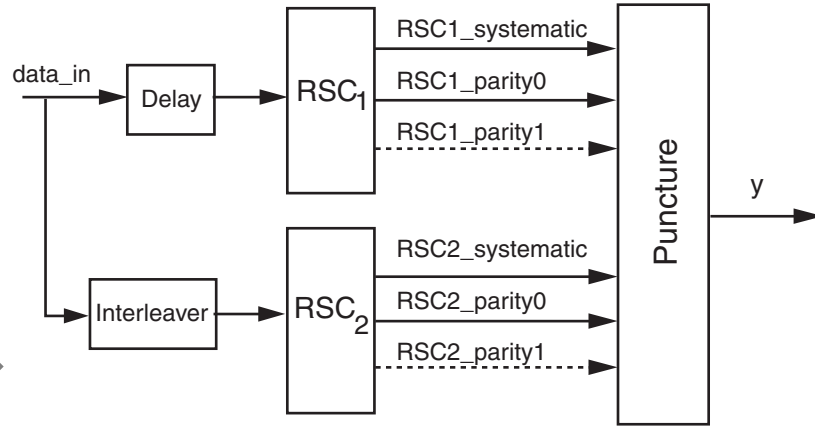 RSC1_systematic
data_in
Delay
RSC1
RSC1_parity0
RSC1_parity1
Puncture
y
RSC2_systematic
Interleaver
RSC2
RSC2_parity0
RSC2_parity1